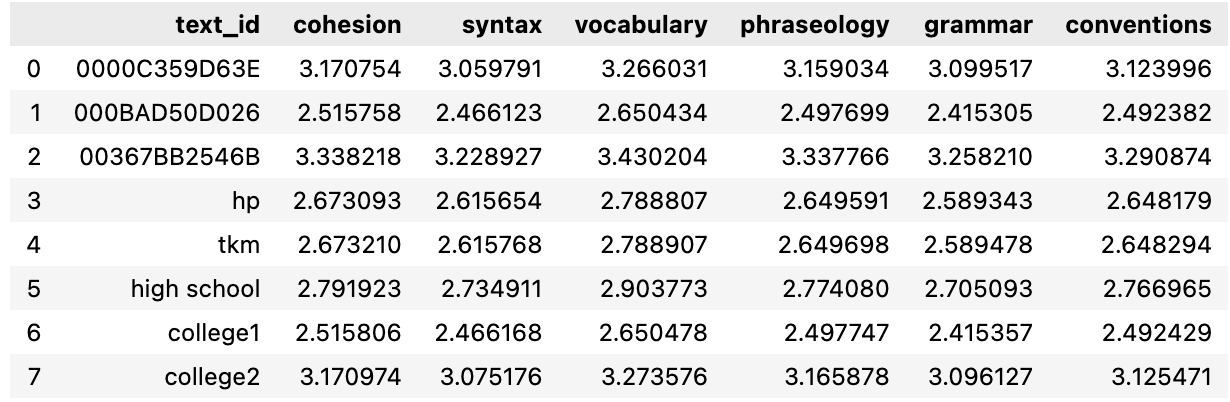 text_id cohesion syntax vocabulary phraseology grammar conventions
0 0000C359D63E 3.170754 3.059791 3.266031 3.159034 3.099517 3.123996
1 000BAD50D026 2.515758 2.466123 2.650434 2.497699 2.415305 2.492382
2 00367BB2546B 3.338218 3.228927 3.430204 3.337766 3.258210 3.290874
3 hp 2.673093 2.615654 2.788807 2.649591 2.589343 2.648179
4 tkm 2.673210 2.615768 2.788907 2.649698 2.589478 2.648294
5 high school 2.791923 2.734911 2.903773 2.774080 2.705093 2.766965
6 college1 2.515806 2.466168 2.650478 2.497747 2.415357 2.492429
7 college2 3.170974 3.075176 3.273576 3.165878 3.096127 3.125471